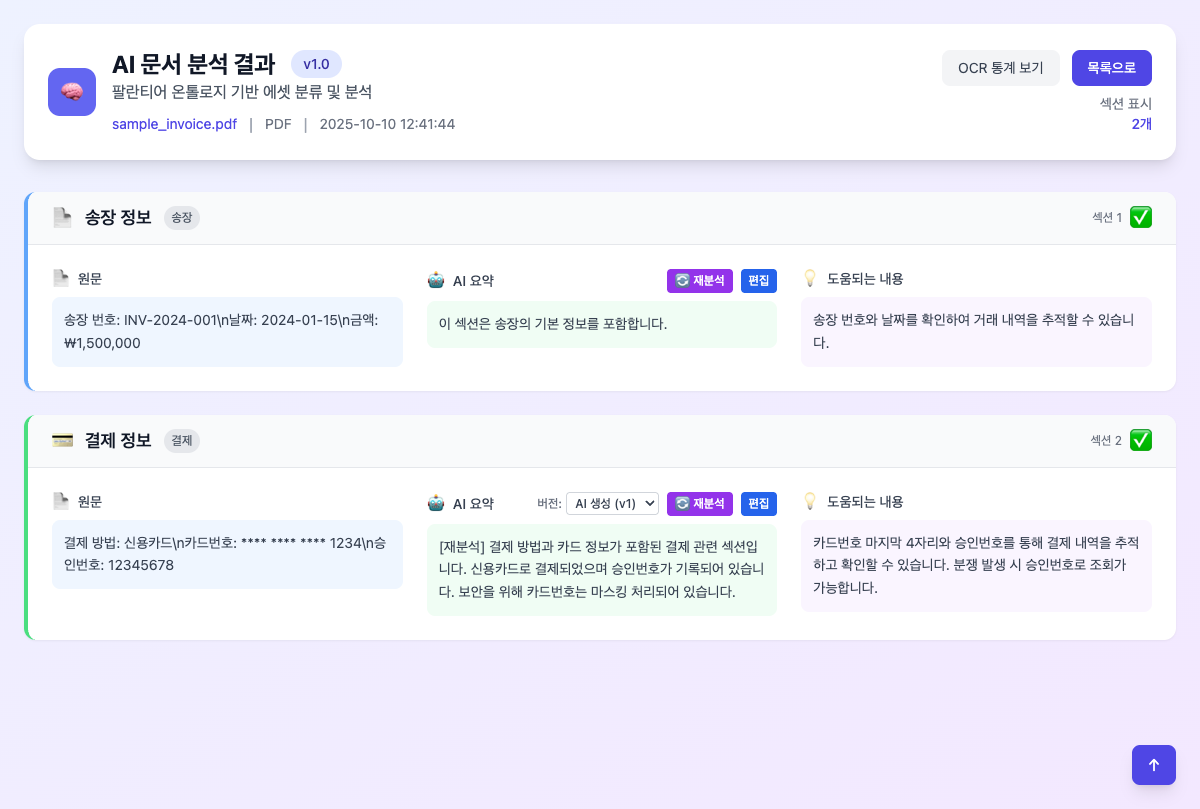 AI 문서 분석 결과 v1.0
팔란티어 온톨로지 기반 에셋 분류 및 분석
sample_invoice.pdf | PDF | 2025-10-10 12:41:44
OCR 통계 보기 목록으로
섹션 표시
2개
송장 정보 송장 섹션 1
원문
송장 번호: INV-2024-001\n날짜: 2024-01-15\n금액:
₩1,500,000
AI 요약 재분석 편집
이 섹션은 송장의 기본 정보를 포함합니다.
도움되는 내용
송장 번호와 날짜를 확인하여 거래 내역을 추적할 수 있습니
다.
결제 정보 결제 섹션 2
원문
결제 방법: 신용카드\n카드번호: **** **** **** 1234\n승
인번호: 12345678
AI 요약 버전: AI 생성 (v1) 재분석 편집
[재분석] 결제 방법과 카드 정보가 포함된 결제 관련 섹션입
니다. 신용카드로 결제되었으며 승인번호가 기록되어 있습니
다. 보안을 위해 카드번호는 마스킹 처리되어 있습니다.
도움되는 내용
카드번호 마지막 4자리와 승인번호를 통해 결제 내역을 추적
하고 확인할 수 있습니다. 분쟁 발생 시 승인번호로 조회가
가능합니다.